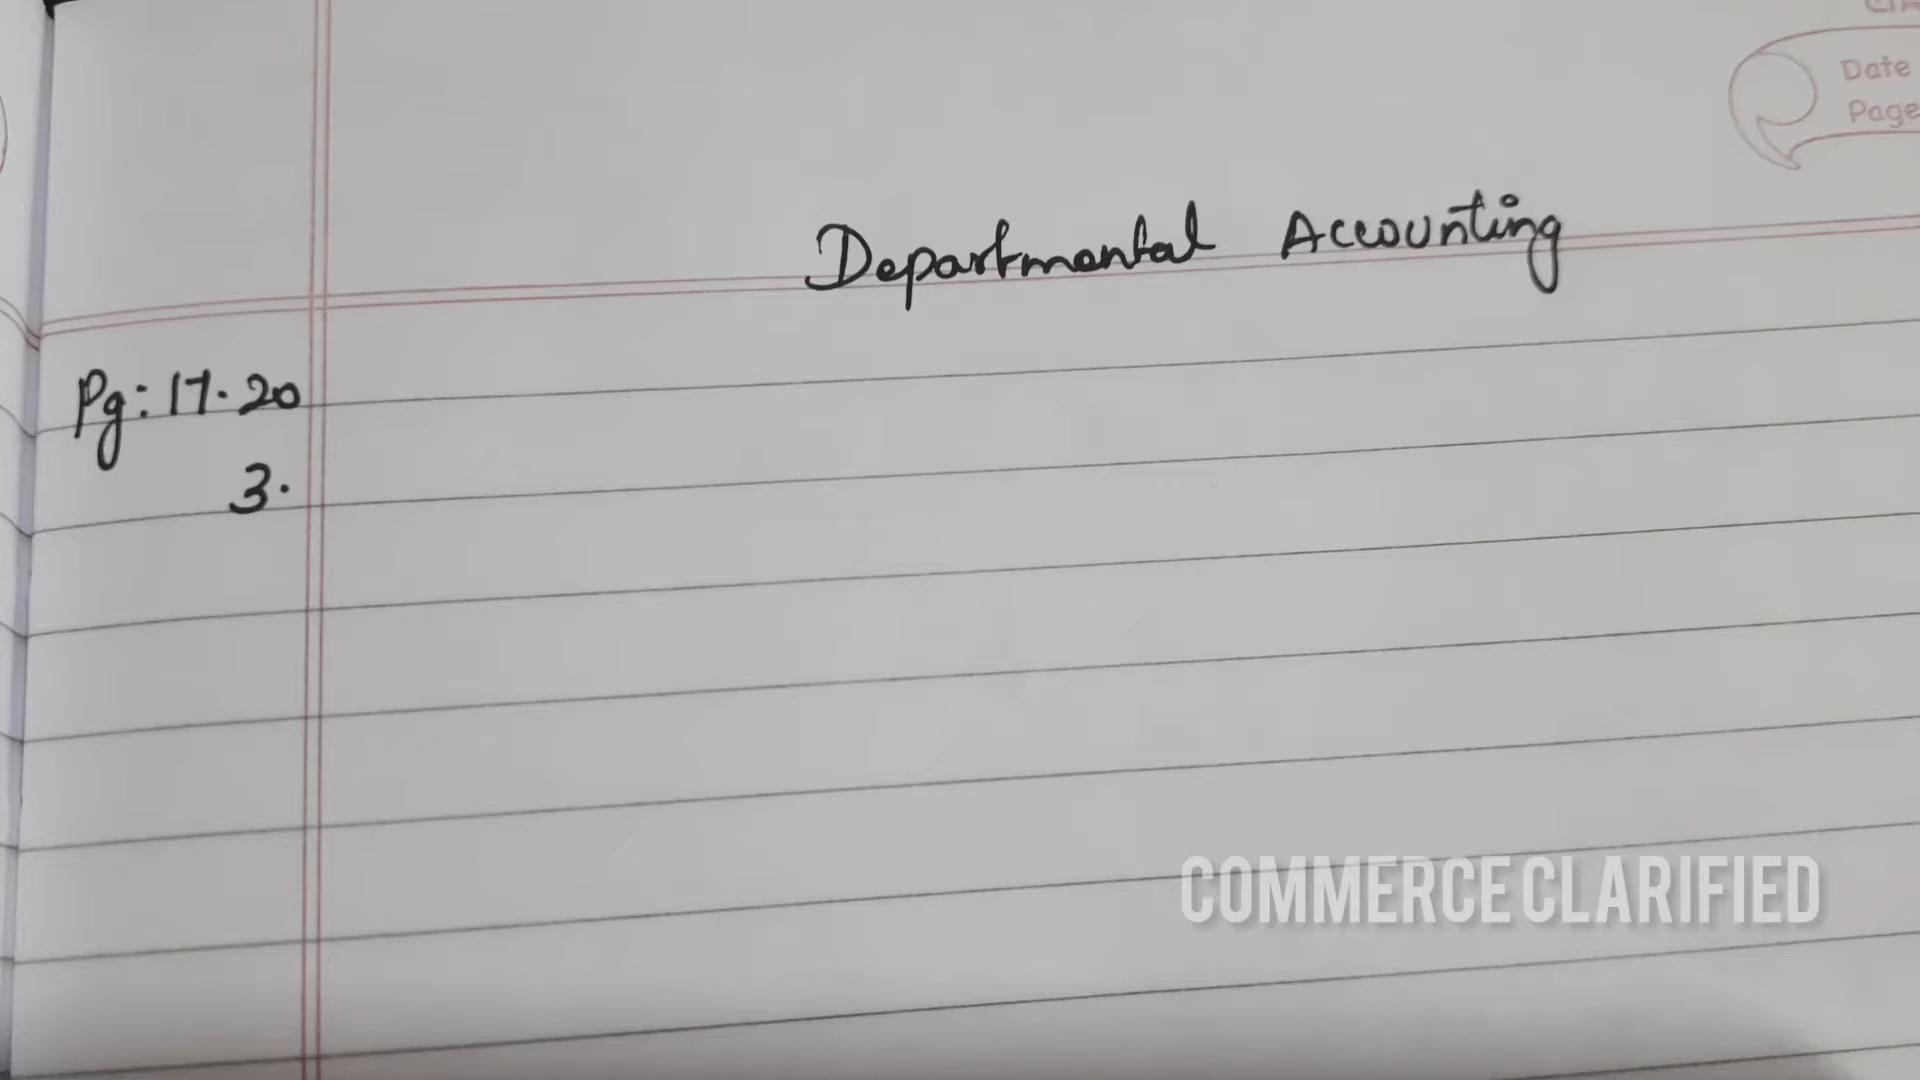 Date
Page
Departmental Accounting
Pg: 17.20
3.
COMMERCE CLARIFIED